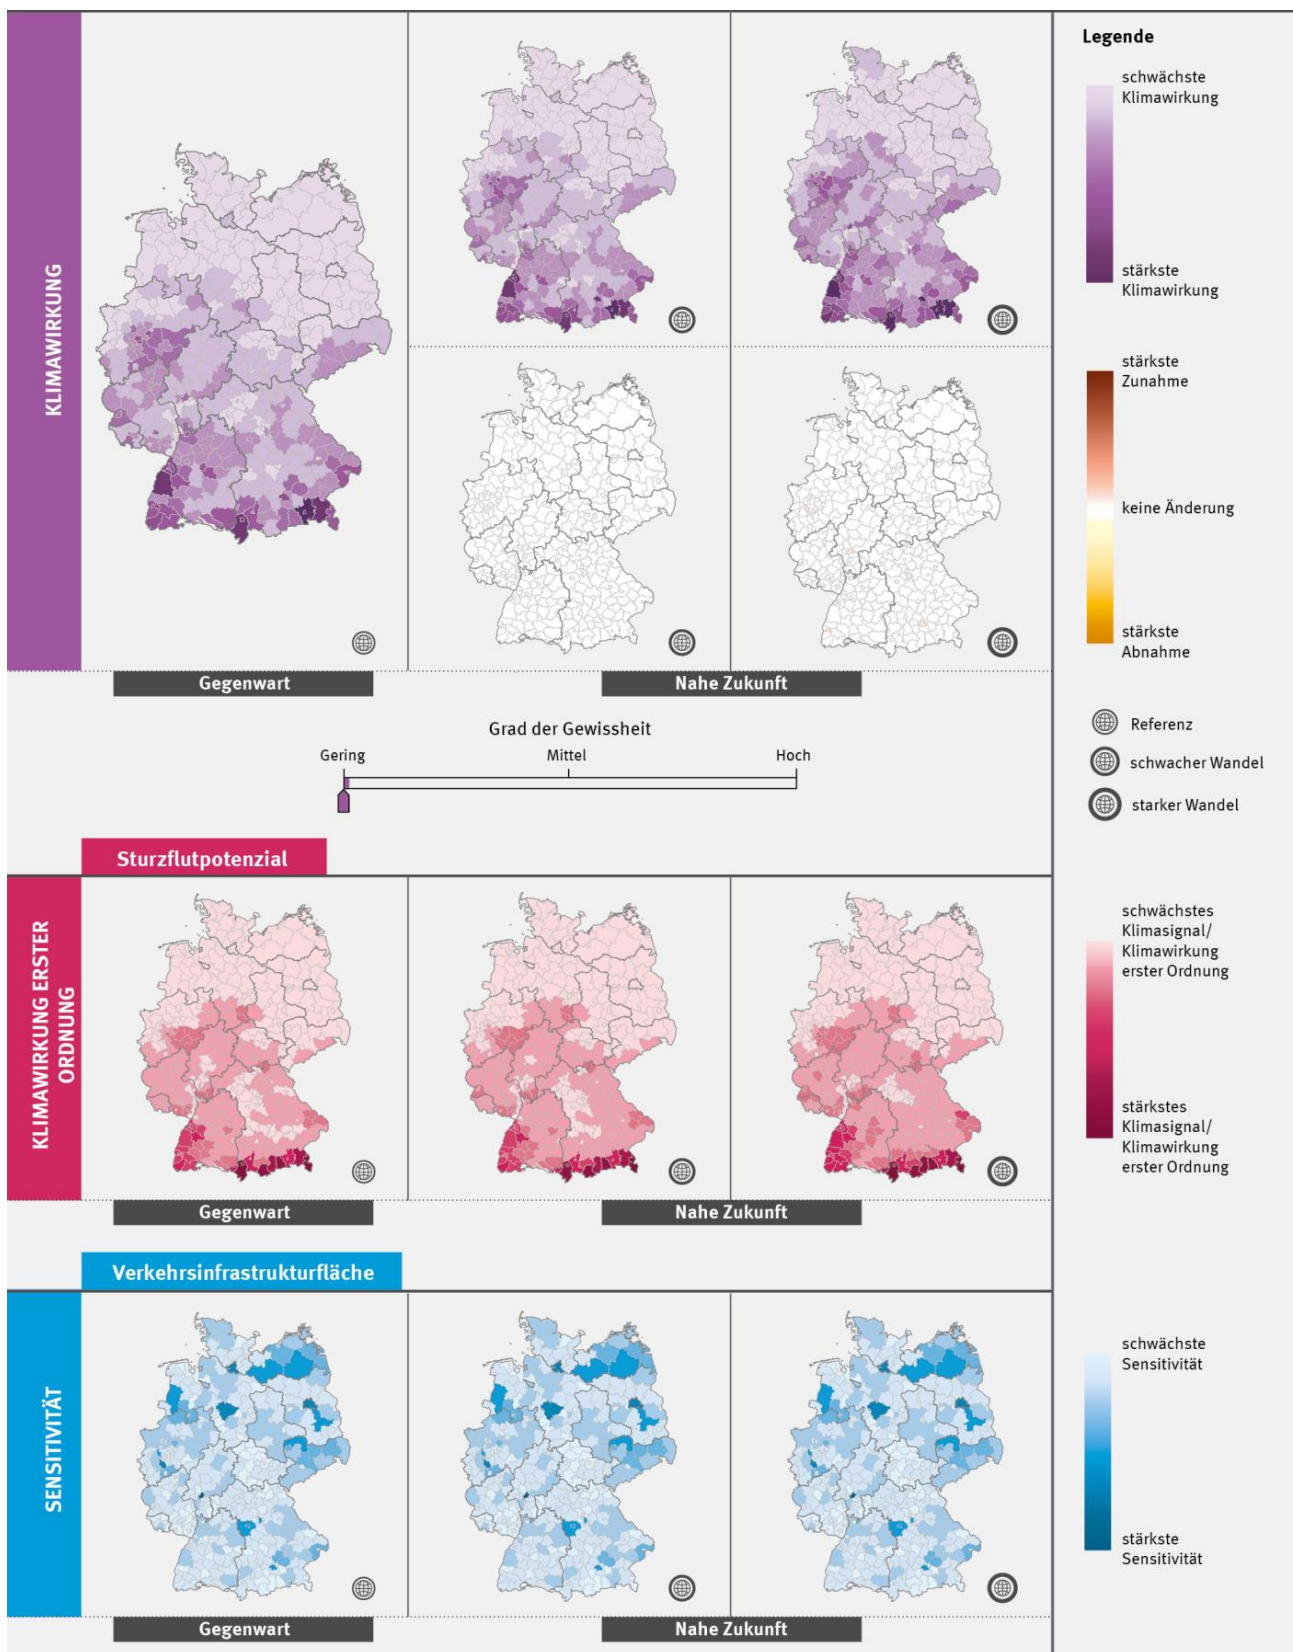 KLIMAWIRKUNG
Gegenwart
Nahe Zukunft
Legende
schwächste
Klimawirkung
stärkste
Klimawirkung
stärkste
Zunahme
keine Änderung
stärkste
Abnahme
Referenz
schwacher Wandel
starker Wandel
Grad der Gewissheit
Gering
Mittel
Hoch
Sturzflutpotenzial
KLIMAWIRKUNG ERSTER
ORDNUNG
Gegenwart
Nahe Zukunft
schwächstes
Klimasignal/
Klimawirkung
erster Ordnung
stärkstes
Klimasignal/
Klimawirkung
erster Ordnung
Verkehrsinfrastrukturfläche
SENSITIVITÄT
Gegenwart
Nahe Zukunft
schwächste
Sensitivität
stärkste
Sensitivität